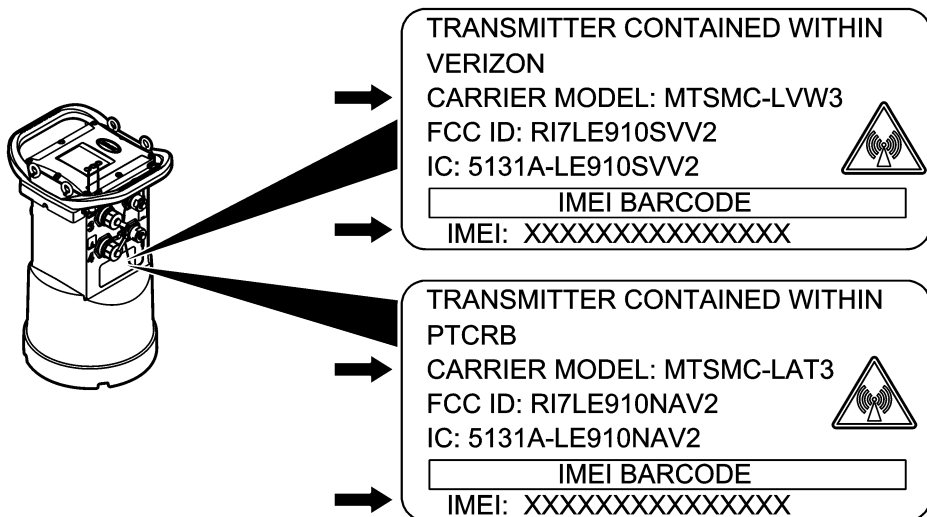 TRANSMITTER CONTAINED WITHIN
VERIZON
CARRIER MODEL: MTSMC-LVW3
FCC ID: RI7LE910SVV2
IC: 5131A-LE910SVV2
IMEI BARCODE
IMEI: XXXXXXXXXXXXXXX
TRANSMITTER CONTAINED WITHIN
PTCRB
CARRIER MODEL: MTSMC-LAT3
FCC ID: RI7LE910NAV2
IC: 5131A-LE910NAV2
IMEI BARCODE
IMEI: XXXXXXXXXXXXXXX